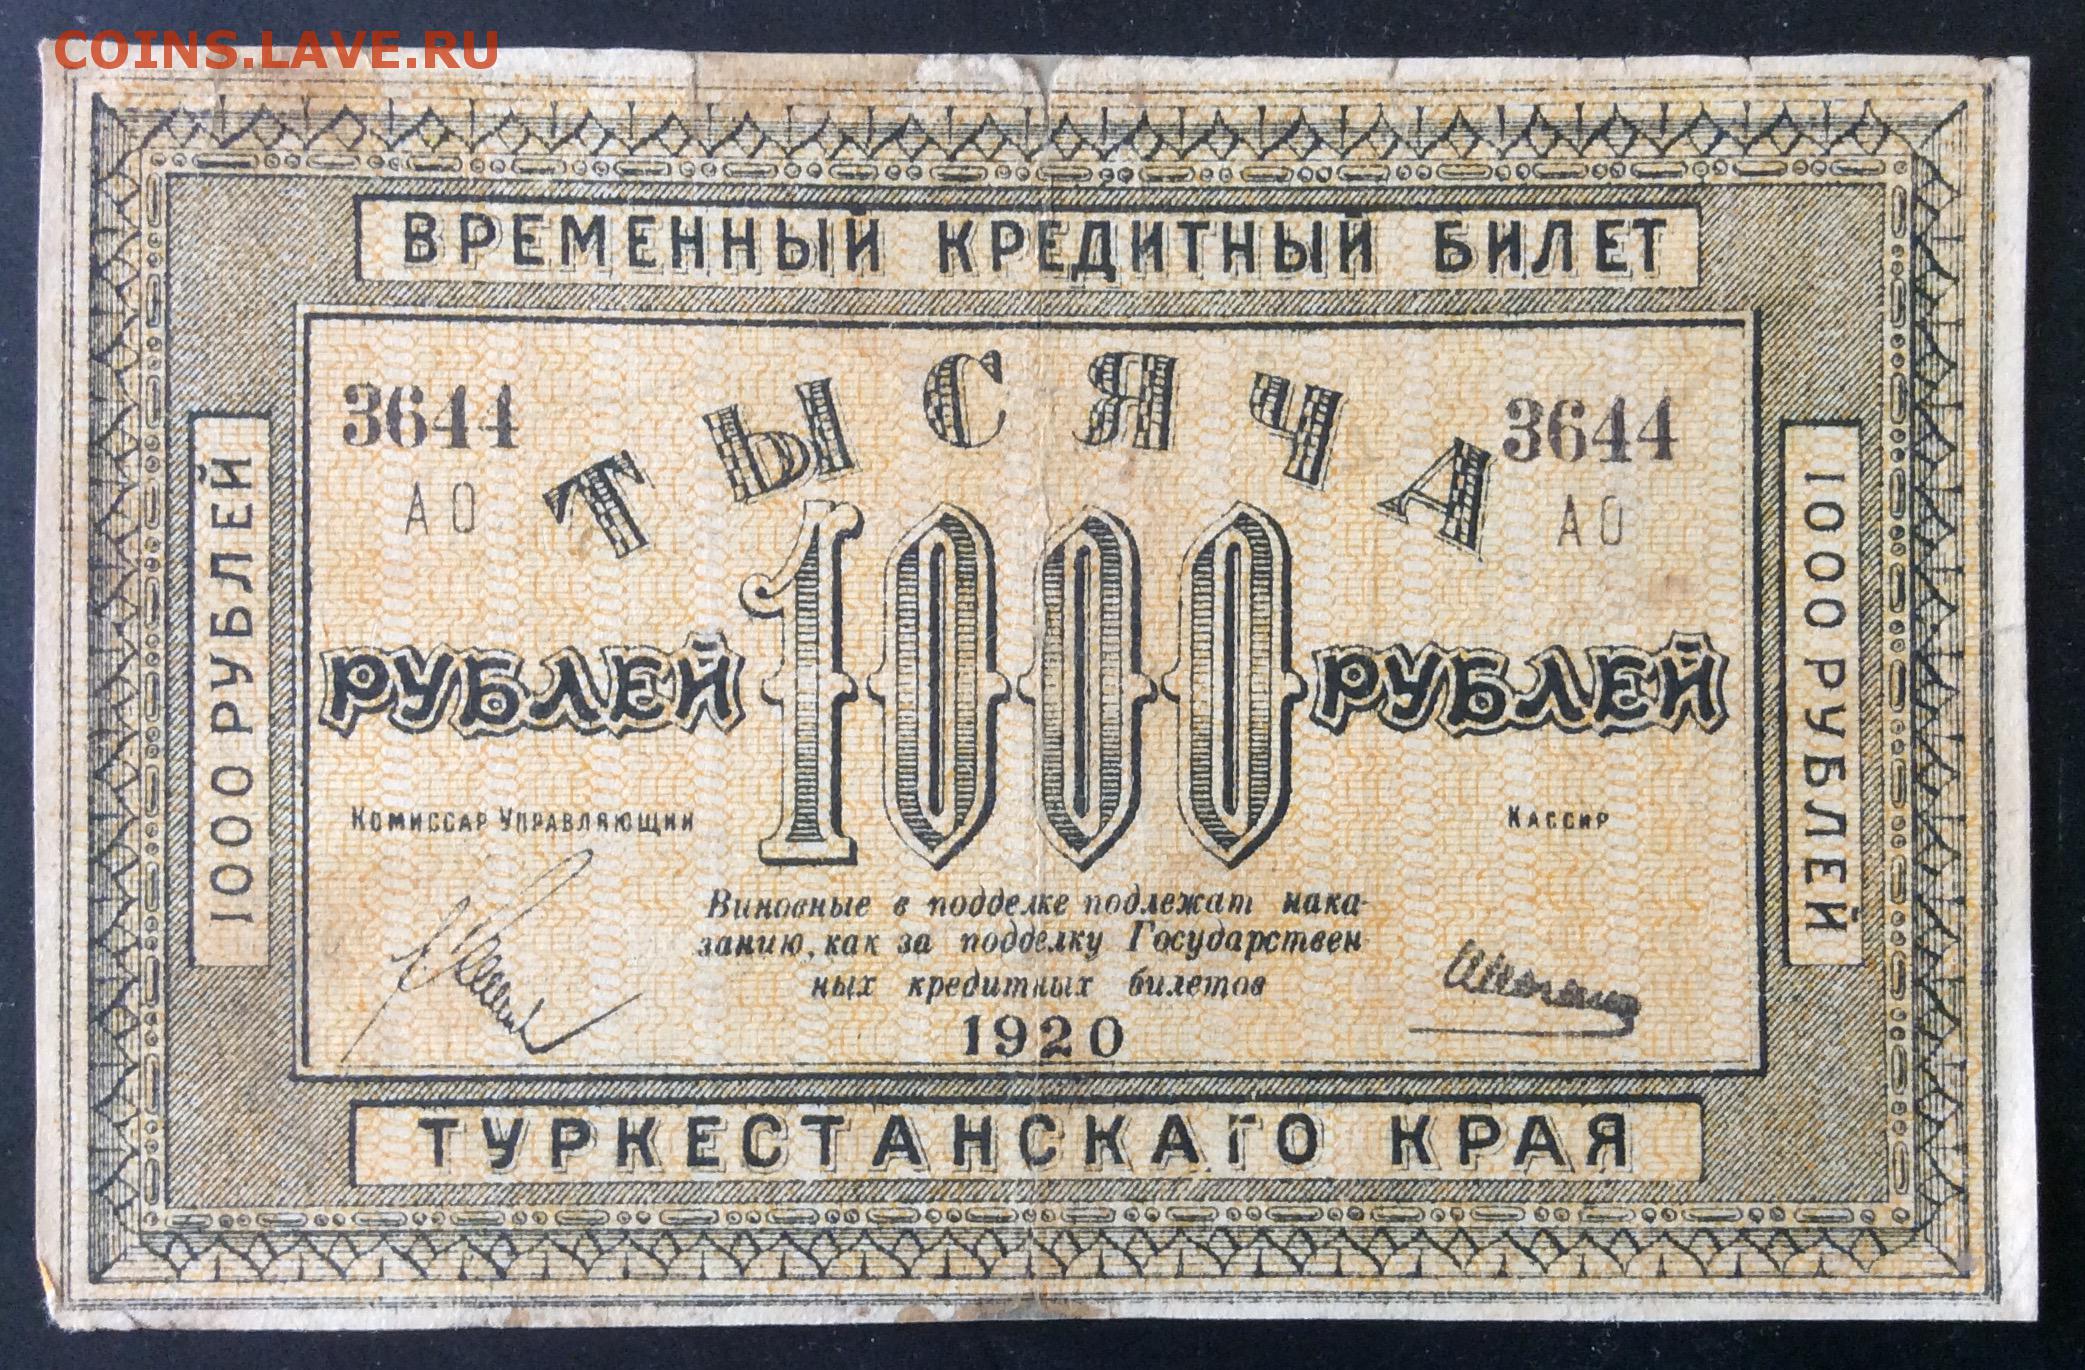 COINS.LAVE.RU
ВРЕМЕННЫЙ КРЕДИТНЫЙ БИЛЕТ
3644 ТЫСЯЧА 3644
АО АО
1000 РУБЛЕЙ
РУБЛЕЙ 1000 РУБЛЕЙ
1000 РУБЛЕЙ
Комиссар Управляющий
Кассир
Виновные в подделке подлежат нака-
занию, как за подделку Государствен-
ных кредитных билетов
1920
ТУРКЕСТАНСКАГО КРАЯ